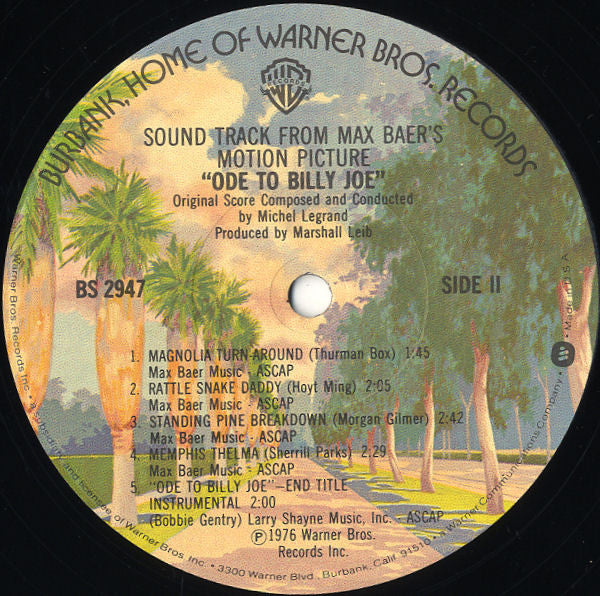 BURBANK, HOME OF WARNER BROS. RECORDS
WB
RECORDS
SOUND TRACK FROM MAX BAER'S
MOTION PICTURE
"ODE TO BILLY JOE"
Original Score Composed and Conducted
by Michel Legrand
Produced by Marshall Leib
BS 2947
SIDE II
1. MAGNOLIA TURN-AROUND (Thurman Box) 1:45
Max Baer Music - ASCAP
2. RATTLE SNAKE DADDY (Hoyt Ming) 2:05
Max Baer Music - ASCAP
3. STANDING PINE BREAKDOWN (Morgan Gilmer) 2:42
Max Baer Music - ASCAP
4. MEMPHIS THELMA (Sherrill Parks) 2:29
Max Baer Music - ASCAP
5. "ODE TO BILLY JOE"—END TITLE
INSTRUMENTAL 2:00
(Bobbie Gentry) Larry Shayne Music, Inc. - ASCAP
℗1976 Warner Bros.
Records Inc.
Warner Bros. Records Inc. • a subsidiary and licensee of Warner Bros. Inc. • 3300 Warner Blvd., Burbank, Calif. 91510 • a Warner Communications Company. • Made in U.S.A.